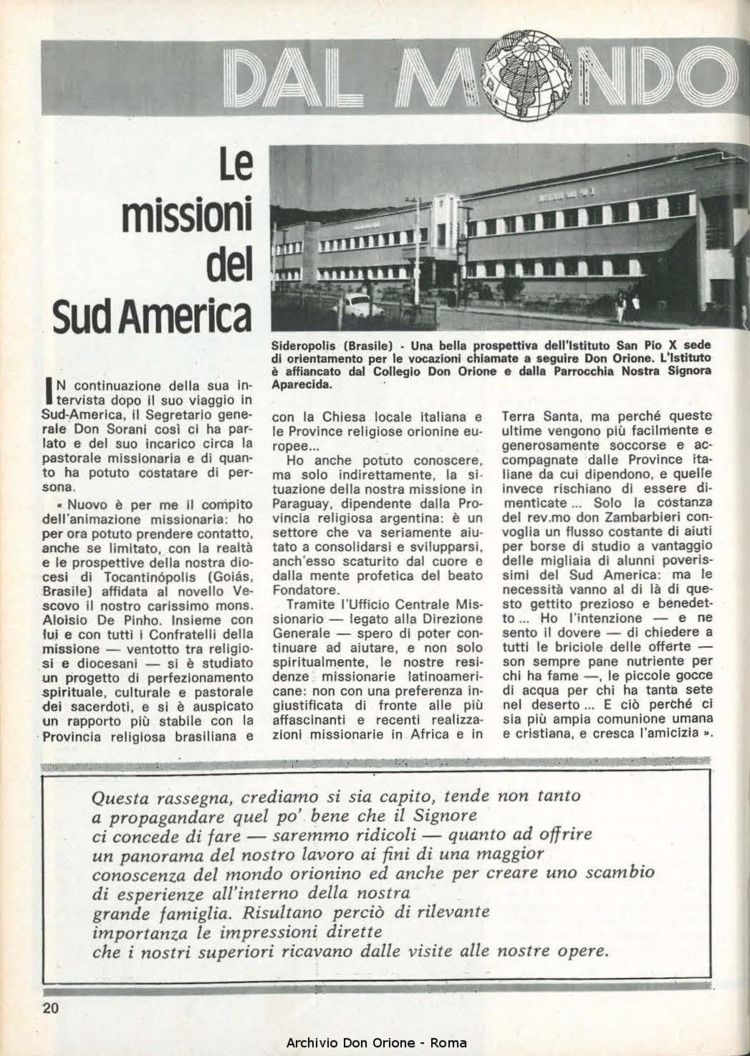 DAL MONDO
Le
missioni
del
Sud America
ISTITUTO SAN PIO X
Sideropolis (Brasile) - Una bella prospettiva dell'Istituto San Pio X sede
di orientamento per le vocazioni chiamate a seguire Don Orione. L'Istituto
è affiancato dal Collegio Don Orione e dalla Parrocchia Nostra Signora
Aparecida.
IN continuazione della sua in-
tervista dopo il suo viaggio in
Sud-America, il Segretario gene-
rale Don Sorani così ci ha par-
lato e del suo incarico circa la
pastorale missionaria e di quan-
to ha potuto costatare di per-
sona.
« Nuovo è per me il compito
dell'animazione missionaria: ho
per ora potuto prendere contatto,
anche se limitato, con la realtà
e le prospettive della nostra dio-
cesi di Tocantinópolis (Goiás,
Brasile) affidata al novello Ve-
scovo il nostro carissimo mons.
Aloisio De Pinho. Insieme con
lui e con tutti i Confratelli della
missione — ventotto tra religio-
si e diocesani — si è studiato
un progetto di perfezionamento
spirituale, culturale e pastorale
dei sacerdoti, e si è auspicato
un rapporto più stabile con la
Provincia religiosa brasiliana e
con la Chiesa locale italiana e
le Province religiose orionine eu-
ropee...
Ho anche potuto conoscere,
ma solo indirettamente, la si-
tuazione della nostra missione in
Paraguay, dipendente dalla Pro-
vincia religiosa argentina: è un
settore che va seriamente aiu-
tato a consolidarsi e svilupparsi,
anch'esso scaturito dal cuore e
dalla mente profetica del beato
Fondatore.
Tramite l'Ufficio Centrale Mis-
sionario — legato alla Direzione
Generale — spero di poter con-
tinuare ad aiutare, e non solo
spiritualmente, le nostre resi-
denze missionarie latinoameri-
cane: non con una preferenza in-
giustificata di fronte alle più
affascinanti e recenti realizza-
zioni missionarie in Africa e in
Terra Santa, ma perché queste
ultime vengono più facilmente e
generosamente soccorse e ac-
compagnate dalle Province ita-
liane da cui dipendono, e quelle
invece rischiano di essere di-
menticate ... Solo la costanza
del rev.mo don Zambarbieri con-
voglia un flusso costante di aiuti
per borse di studio a vantaggio
delle migliaia di alunni poveris-
simi del Sud America: ma le
necessità vanno al di là di que-
sto gettito prezioso e benedet-
to ... Ho l'intenzione — e ne
sento il dovere — di chiedere a
tutti le briciole delle offerte —
son sempre pane nutriente per
chi ha fame —, le piccole gocce
di acqua per chi ha tanta sete
nel deserto ... E ciò perché ci
sia più ampia comunione umana
e cristiana, e cresca l'amicizia ».
Questa rassegna, crediamo si sia capito, tende non tanto
a propagandare quel po' bene che il Signore
ci concede di fare — saremmo ridicoli — quanto ad offrire
un panorama del nostro lavoro ai fini di una maggior
conoscenza del mondo orionino ed anche per creare uno scambio
di esperienze all'interno della nostra
grande famiglia. Risultano perciò di rilevante
importanza le impressioni dirette
che i nostri superiori ricavano dalle visite alle nostre opere.
20
Archivio Don Orione - Roma